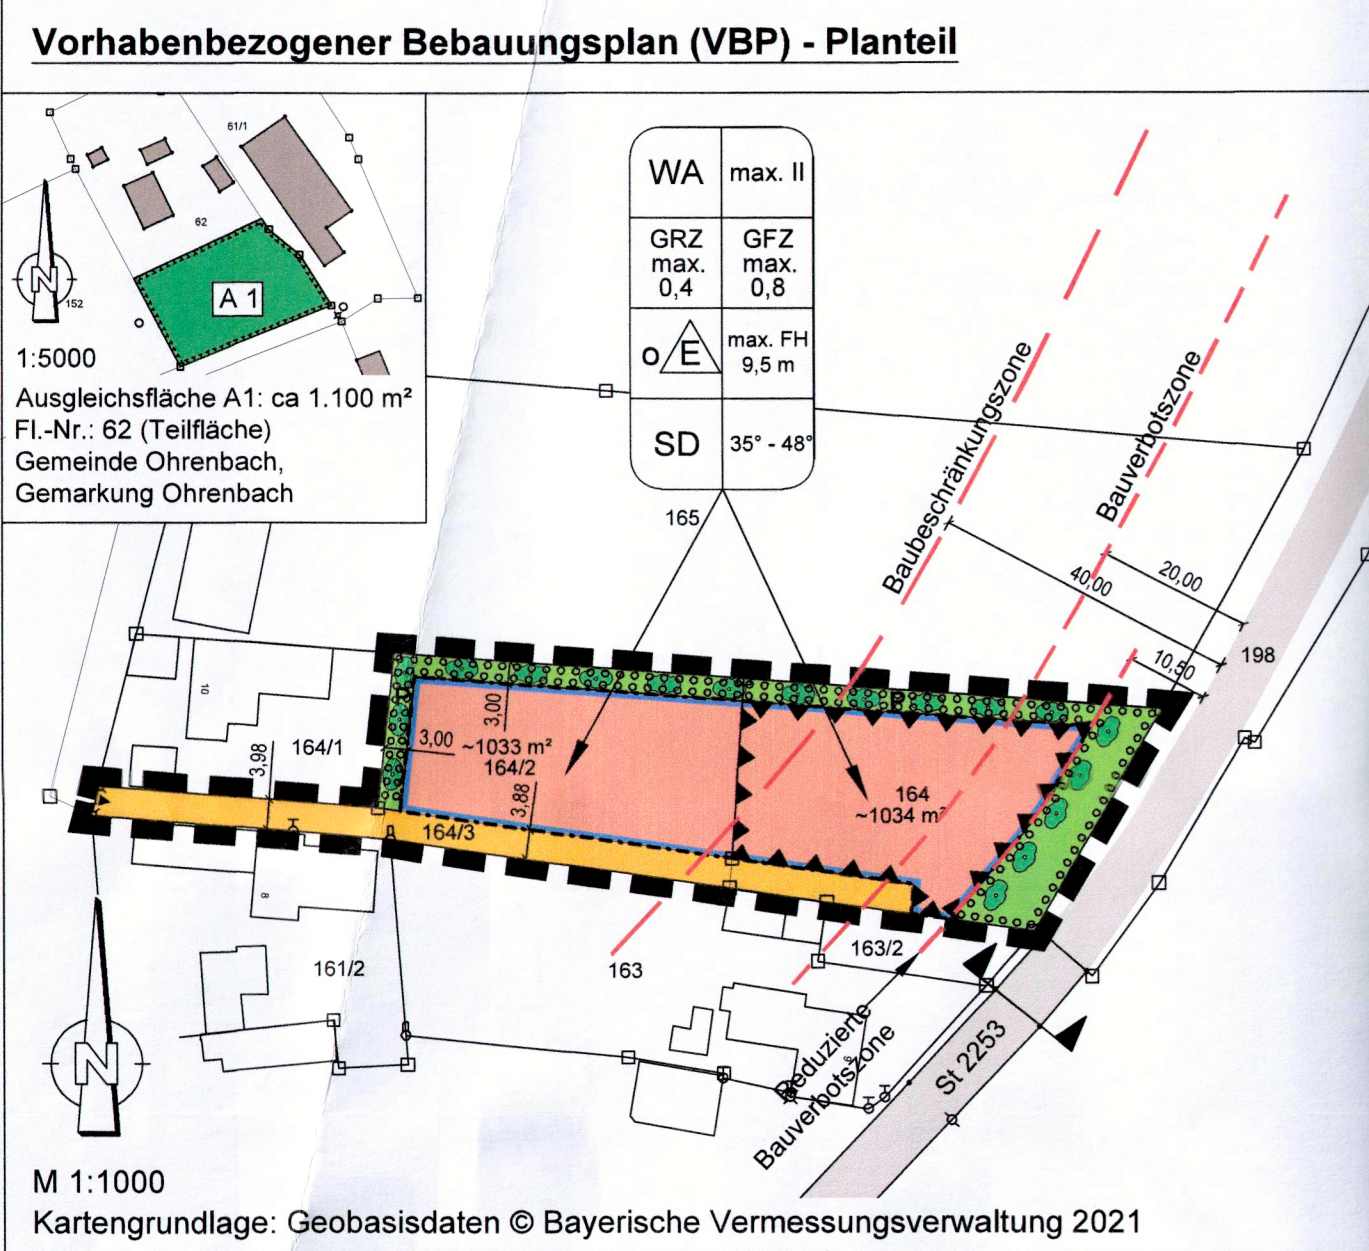 Vorhabenbezogener Bebauungsplan (VBP) - Planteil
61/1
62
A 1
N
152
1:5000
Ausgleichsfläche A1: ca 1.100 m²
Fl.-Nr.: 62 (Teilfläche)
Gemeinde Ohrenbach,
Gemarkung Ohrenbach
WA
max. II
GRZ
max.
0,4
GFZ
max.
0,8
o
E
max. FH
9,5 m
SD
35° - 48°
165
Baubeschränkungszone
Bauverbotszone
20,00
40,00
10,50
198
10
164/1
3,98
3,00
3,00
~1033 m²
164/2
3,88
164
~1034 m²
164/3
8
163/2
161/2
163
6
Reduzierte
Bauverbotszone
St 2253
N
M 1:1000
Kartengrundlage: Geobasisdaten © Bayerische Vermessungsverwaltung 2021